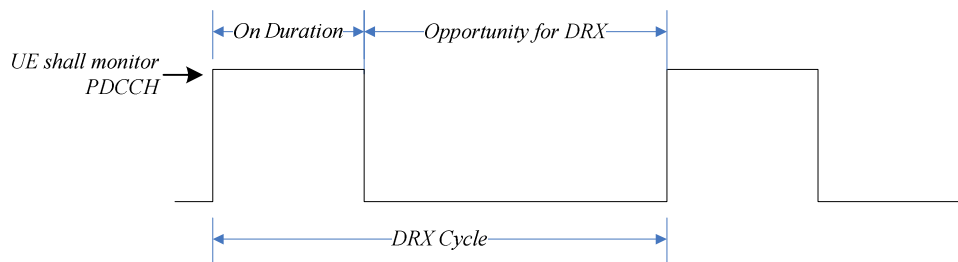 On Duration
Opportunity for DRX
UE shall monitor
PDCCH
DRX Cycle